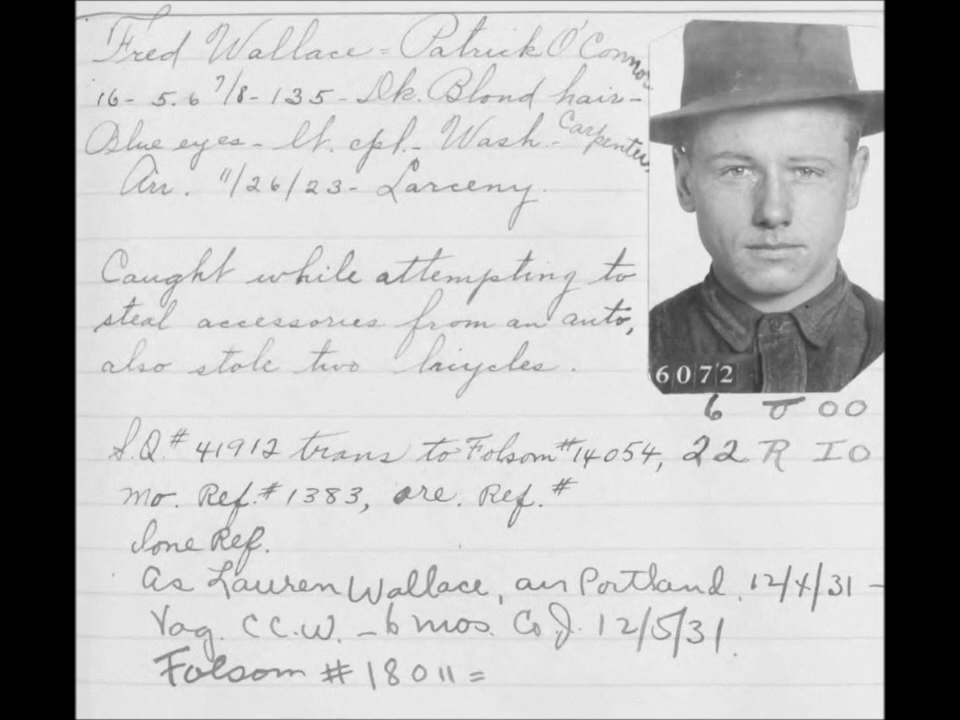 Fred Wallace = Patrick O'Connor
16 - 5.6 7/8 - 135 - Dk. Blond hair -
Blue eyes - lt. cpl. - Wash - Carpenter.
Arr. 11/26/23 - Larceny.
Caught while attempting to
steal accessories from an auto,
also stole two bicycles.
6072
6 U 00
S.Q.# 41912 trans to Folsom #14054, 22 R IO
Mo. Ref.# 1383, Ore. Ref. #
Ione Ref.
As Lauren Wallace, arr Portland. 12/4/31 -
Vag. C C.W. - 6 mos. Co J. 12/5/31.
Folsom # 18011 =